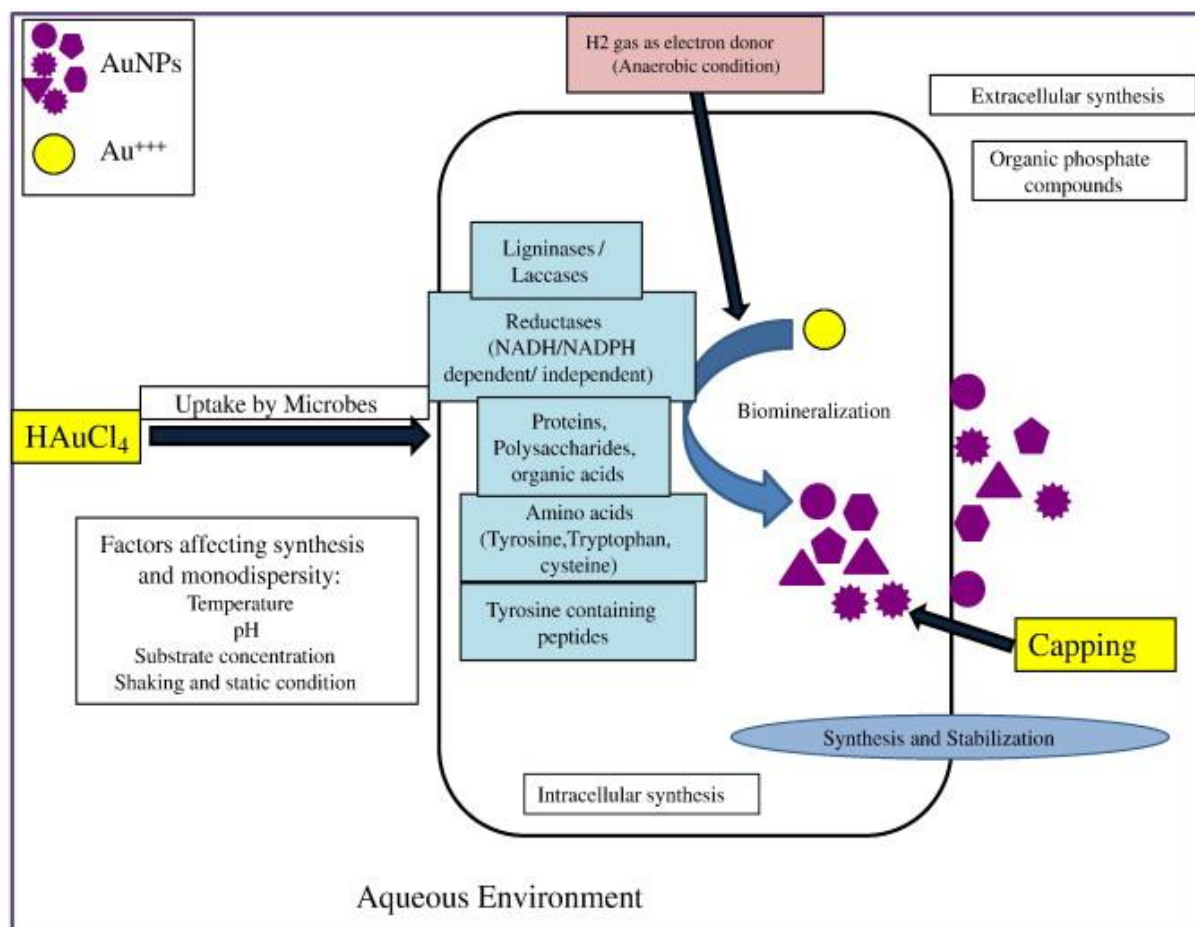 AuNPs
Au⁺⁺⁺
H2 gas as electron donor
(Anaerobic condition)
Extracellular synthesis
Organic phosphate
compounds
Ligninases /
Laccases
Reductases
(NADH/NADPH
dependent/ independent)
Proteins,
Polysaccharides,
organic acids
Amino acids
(Tyrosine,Tryptophan,
cysteine)
Tyrosine containing
peptides
Uptake by Microbes
HAuCl₄
Biomineralization
Factors affecting synthesis
and monodispersity:
Temperature
pH
Substrate concentration
Shaking and static condition
Capping
Synthesis and Stabilization
Intracellular synthesis
Aqueous Environment